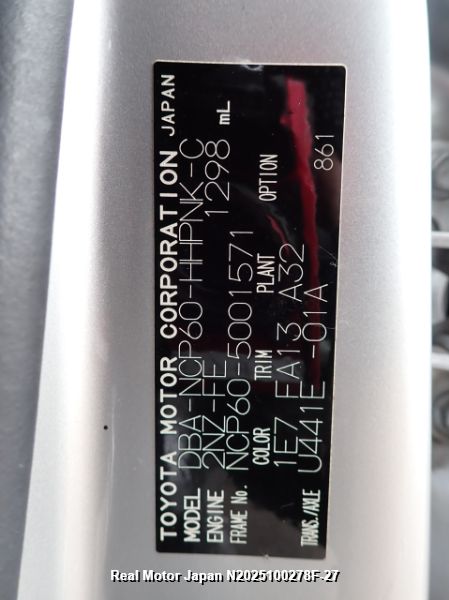 TOYOTA MOTOR CORPORATION JAPAN
MODEL DBA-NCP60-HHPNK-C
ENGINE 2NZ-FE 1298 mL
FRAME No. NCP60-5001571
COLOR TRIM PLANT OPTION
1E7 FA13 A32
TRANS./AXLE U441E -01A 861
Real Motor Japan N2025100278F-27